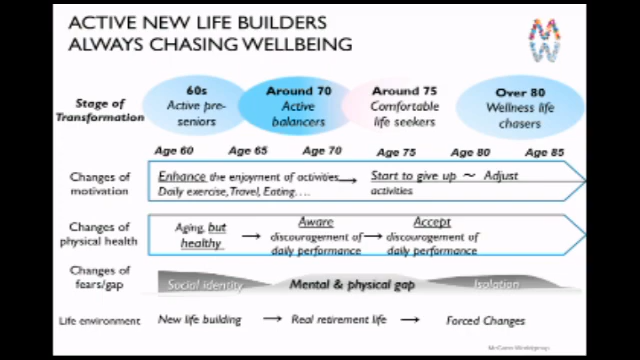 ACTIVE NEW LIFE BUILDERS
ALWAYS CHASING WELLBEING
Stage of
Transformation
60s
Active pre-
seniors
Around 70
Active
balancers
Around 75
Comfortable
life seekers
Over 80
Wellness life
chasers
Age 60 Age 65 Age 70 Age 75 Age 80 Age 85
Changes of
motivation
Enhance the enjoyment of activities
Daily exercise, Travel, Eating….
Start to give up ~ Adjust
activities
Changes of
physical health
Aging, but
healthy
Aware
discouragement of
daily performance
Accept
discouragement of
daily performance
Changes of
fears/gap
Social identity
Mental & physical gap
Isolation
Life environment
New life building
Real retirement life
Forced Changes
McCann Worldgroup